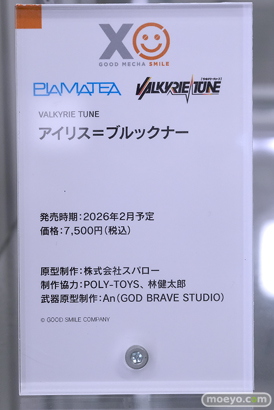 XO
GOOD MECHA SMILE
PLAMATEA VALKYRIE TUNE
VALKYRIE TUNE
アイリス=ブルックナー
発売時期：2026年2月予定
価格：7,500円（税込）
原型制作：株式会社スパロー
制作協力：POLY-TOYS、林健太郎
武器原型制作：An（GOD BRAVE STUDIO）
© GOOD SMILE COMPANY
moeyo.com